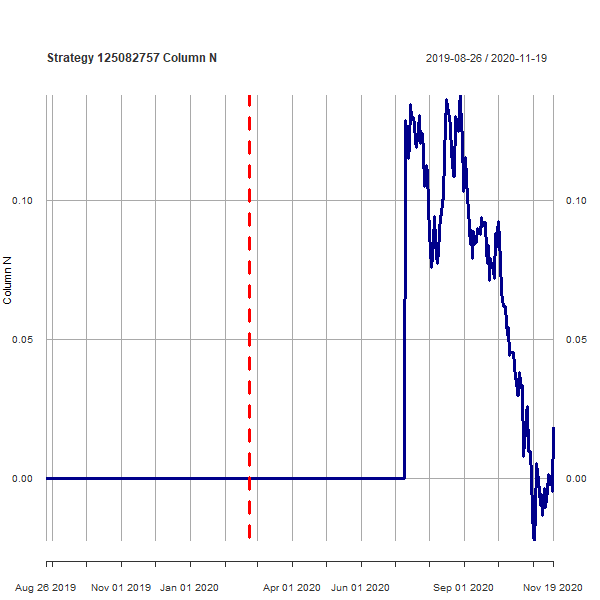 Strategy 125082757 Column N 2019-08-26 / 2020-11-19
0.10 0.10
Column N
0.05 0.05
0.00 0.00
Aug 26 2019 Nov 01 2019 Jan 01 2020 Apr 01 2020 Jun 01 2020 Sep 01 2020 Nov 19 2020